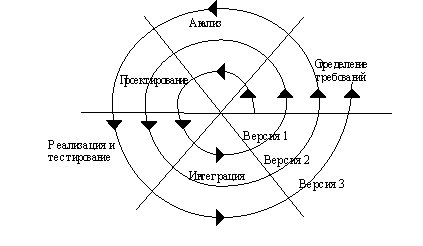 Анализ
Определение
требований
Проектирование
Версия 1
Реализация и
тестирование
Версия 2
Интеграция
Версия 3